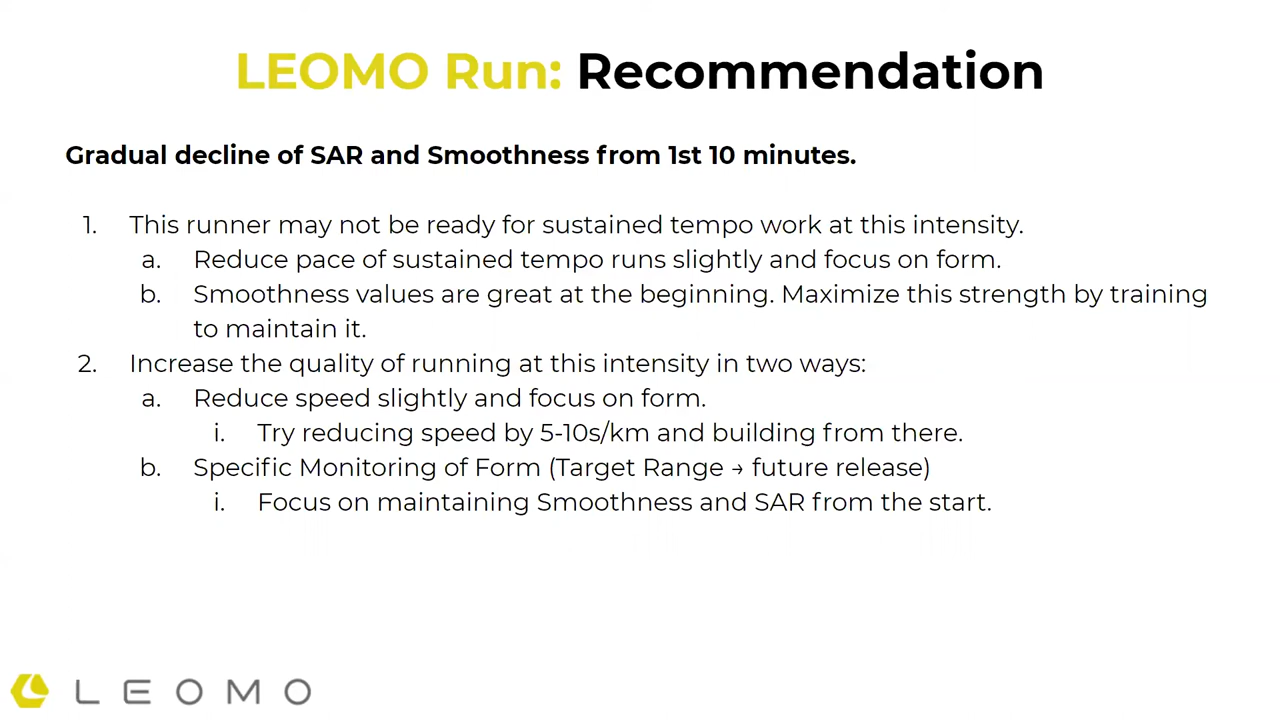 LEOMO Run: Recommendation
Gradual decline of SAR and Smoothness from 1st 10 minutes.
1. This runner may not be ready for sustained tempo work at this intensity.
a. Reduce pace of sustained tempo runs slightly and focus on form.
b. Smoothness values are great at the beginning. Maximize this strength by training
to maintain it.
2. Increase the quality of running at this intensity in two ways:
a. Reduce speed slightly and focus on form.
i. Try reducing speed by 5-10s/km and building from there.
b. Specific Monitoring of Form (Target Range → future release)
i. Focus on maintaining Smoothness and SAR from the start.
LEOMO